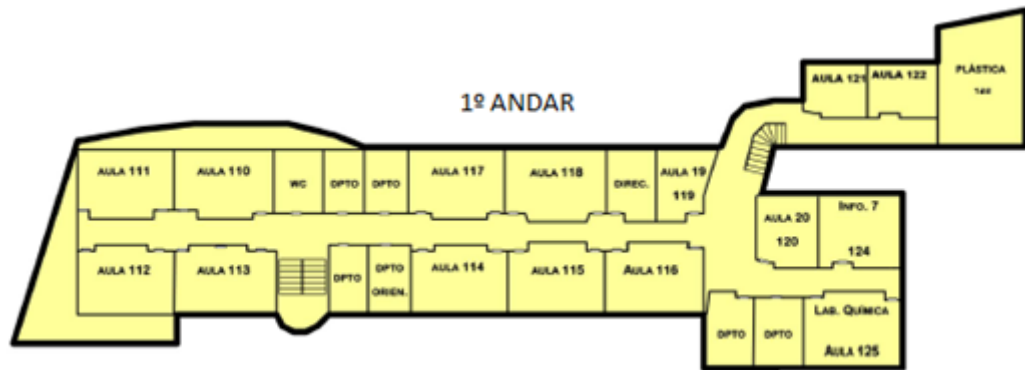 1º ANDAR
AULA 121
AULA 122
PLÁSTICA
AULA 111
AULA 110
WC
DPTO
DPTO
AULA 117
AULA 118
DIREC.
AULA 19
119
AULA 20
120
INFO. 7
124
AULA 112
AULA 113
DPTO
DPTO
ORIEN.
AULA 114
AULA 115
AULA 116
DPTO
DPTO
LAB. QUÍMICA
AULA 125